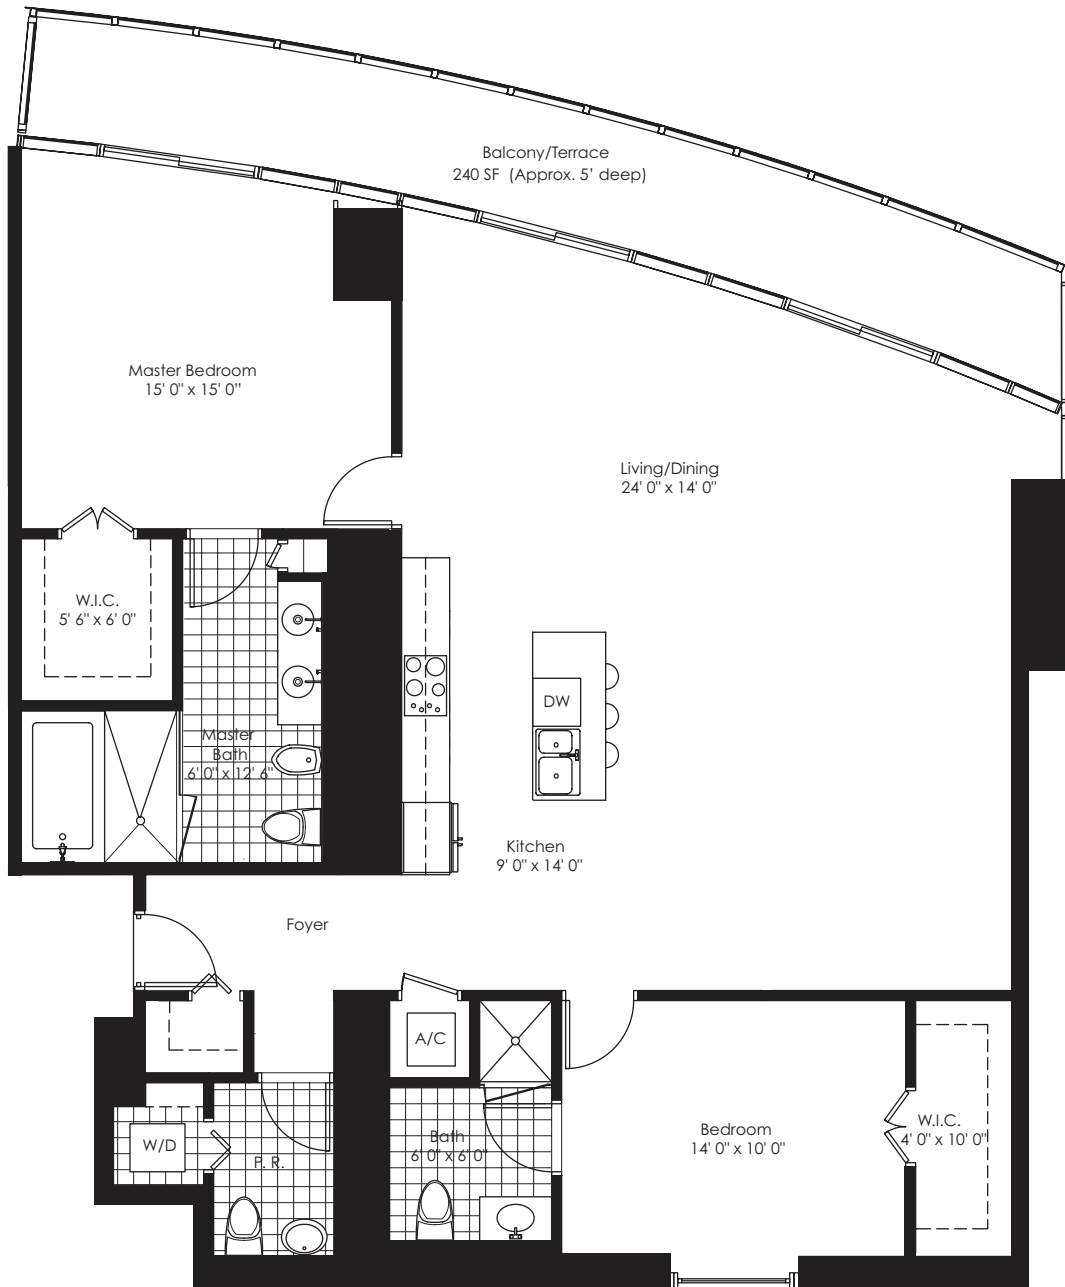 Balcony/Terrace
240 SF (Approx. 5' deep)
Master Bedroom
15' 0" x 15' 0"
Living/Dining
24' 0" x 14' 0"
W.I.C.
5' 6" x 6' 0"
DW
Master
Bath
6' 0" x 12' 6"
Kitchen
9' 0" x 14' 0"
Foyer
A/C
W/D
P. R.
Bath
6' 0" x 6' 0"
Bedroom
14' 0" x 10' 0"
W.I.C.
4' 0" x 10' 0"